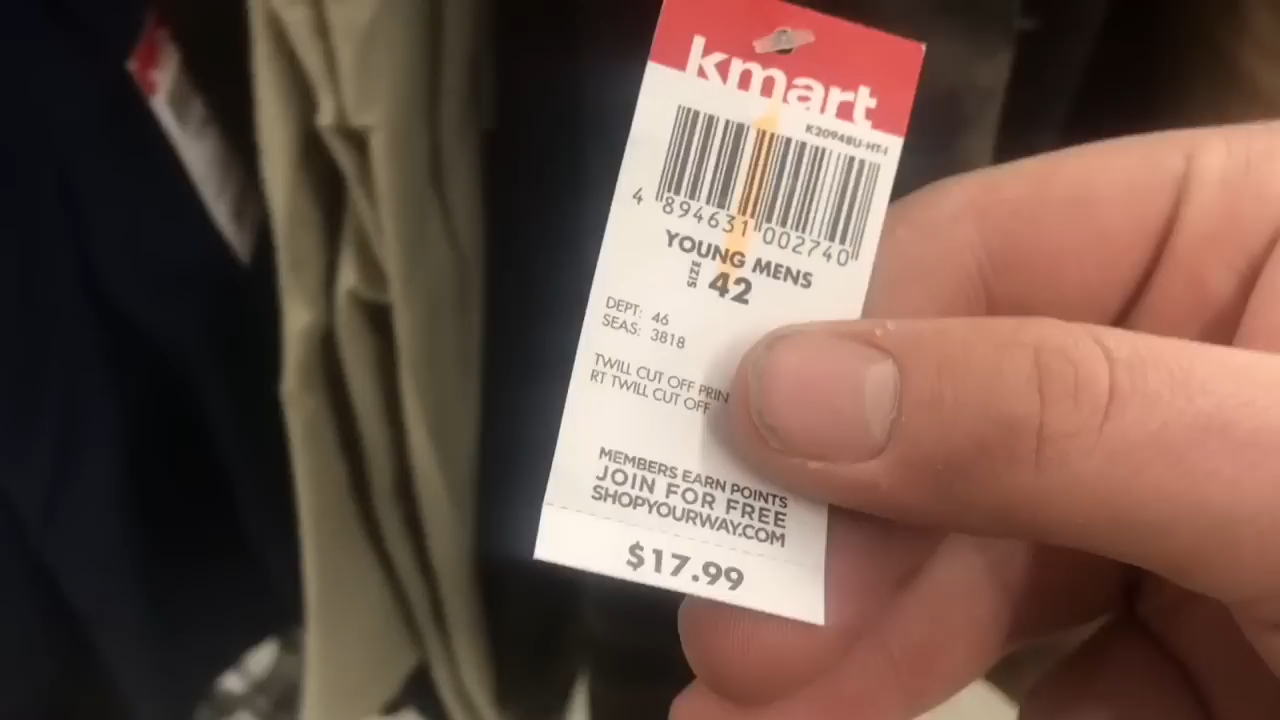 kmart
K20948U-HT-I
4 894631 002740
YOUNG MENS
SIZE 42
DEPT: 46
SEAS: 3818
TWILL CUT OFF PRIN
RT TWILL CUT OFF
MEMBERS EARN POINTS
JOIN FOR FREE
SHOPYOURWAY.COM
$17.99